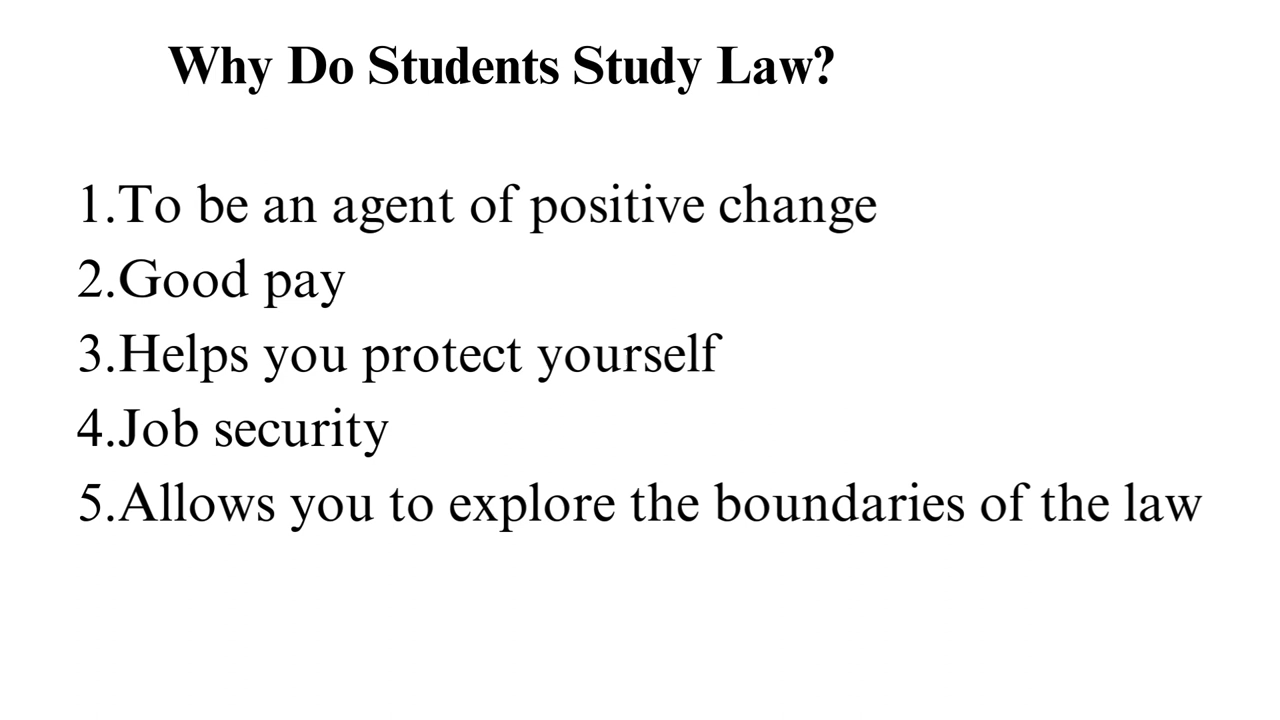 Why Do Students Study Law?
1.To be an agent of positive change
2.Good pay
3.Helps you protect yourself
4.Job security
5.Allows you to explore the boundaries of the law